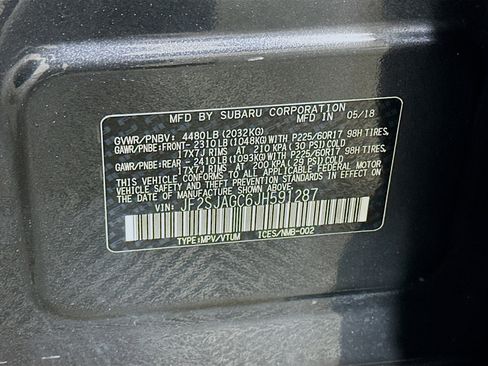 MFD BY SUBARU CORPORATION 05/18
GVWR/PNBV: 4480LB(2032KG)
GAWR/PNBE:FRONT- 2310LB(1048KG)WITH P225/60R17 98H TIRES,
17X7J RIMS AT 210 KPA(30 PSI)COLD
GAWR/PNBE:REAR - 2410LB(1093KG)WITH P225/60R17 98H TIRES,
17X7J RIMS AT 200 KPA(29 PSI)COLD
THIS VEHICLE CONFORMS TO ALL APPLICABLE FEDERAL MOTOR
VEHICLE SAFETY AND THEFT PREVENTION STANDARDS IN EFFECT ON
THE DATE OF MANUFACTURE SHOWN ABOVE.
VIN: JF2SJAGC6JH591287
TYPE:MPV/VTUM ICES/NMB-002